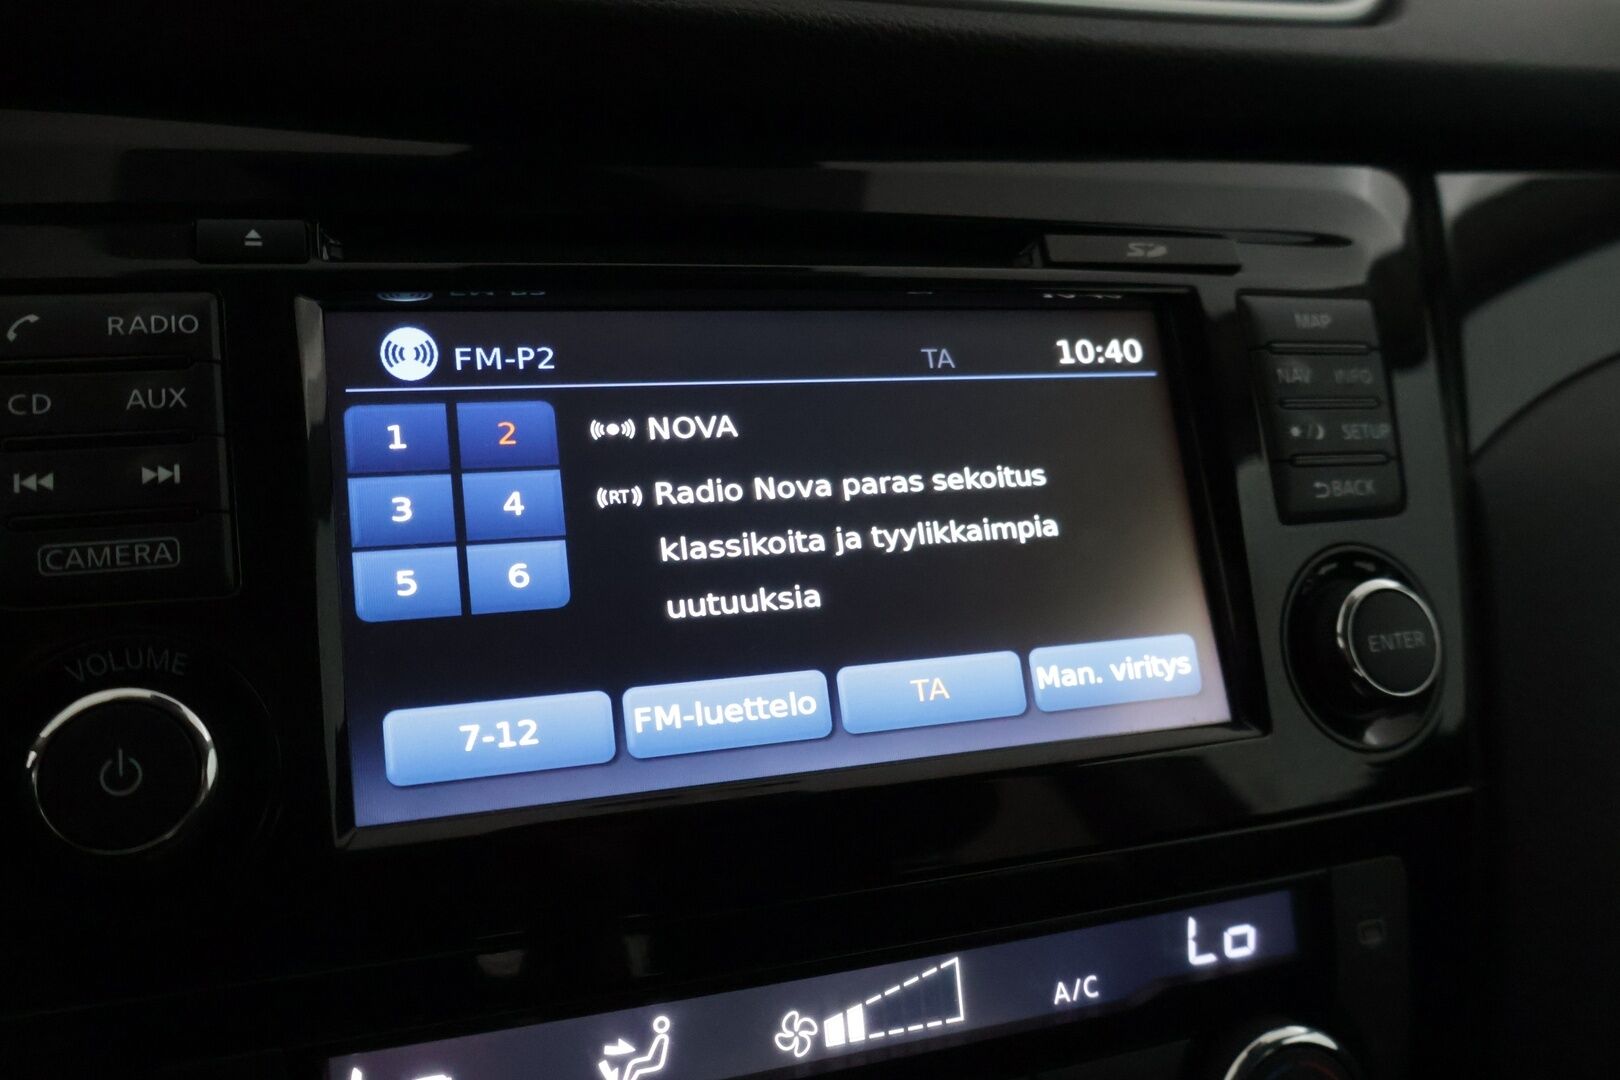 SD
RADIO
CD AUX
CAMERA
VOLUME
FM-P2 TA 10:40
1 2
3 4
5 6
NOVA
(RT) Radio Nova paras sekoitus
klassikoita ja tyylikkaimpia
uutuuksia
7-12 FM-luettelo TA Man. viritys
MAP
NAV INFO
SETUP
BACK
ENTER
A/C Lo